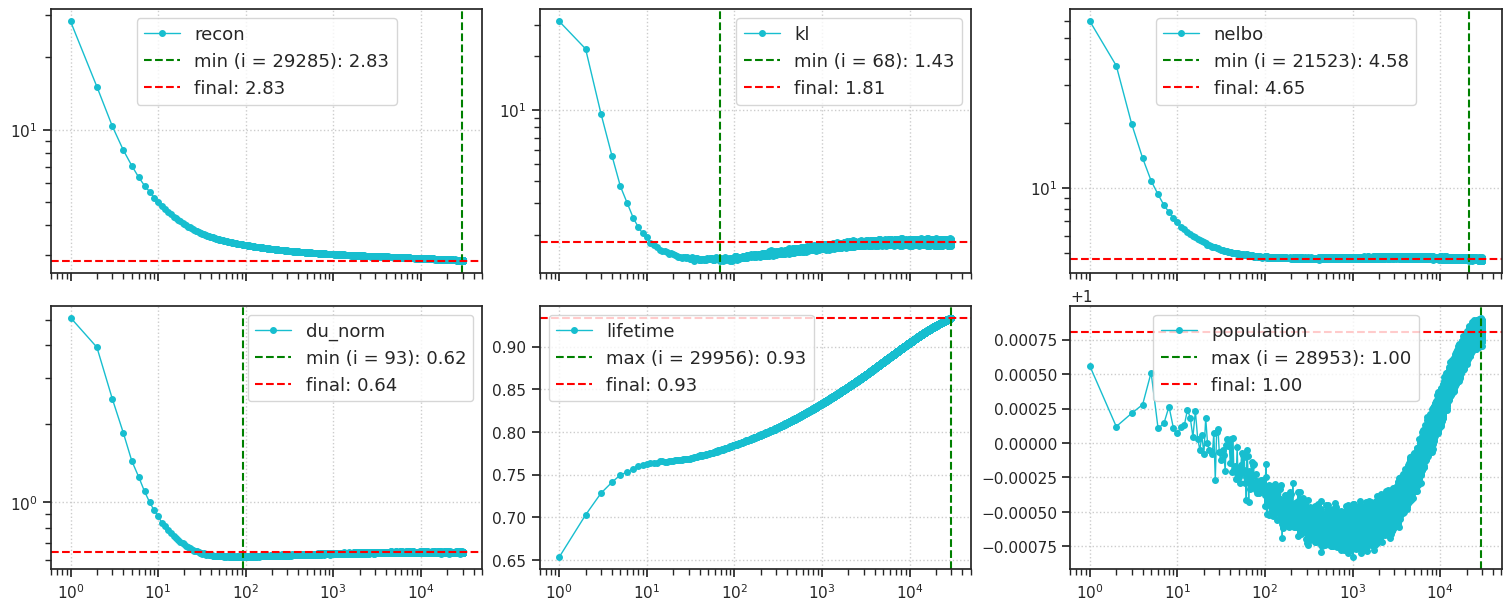 recon
min (i = 29285): 2.83
final: 2.83
10¹
kl
min (i = 68): 1.43
final: 1.81
10¹
nelbo
min (i = 21523): 4.58
final: 4.65
10¹
du_norm
min (i = 93): 0.62
final: 0.64
10⁰
10⁰ 10¹ 10² 10³ 10⁴
lifetime
max (i = 29956): 0.93
final: 0.93
0.90
0.85
0.80
0.75
0.70
0.65
10⁰ 10¹ 10² 10³ 10⁴
+1
population
max (i = 28953): 1.00
final: 1.00
0.00075
0.00050
0.00025
0.00000
−0.00025
−0.00050
−0.00075
10⁰ 10¹ 10² 10³ 10⁴